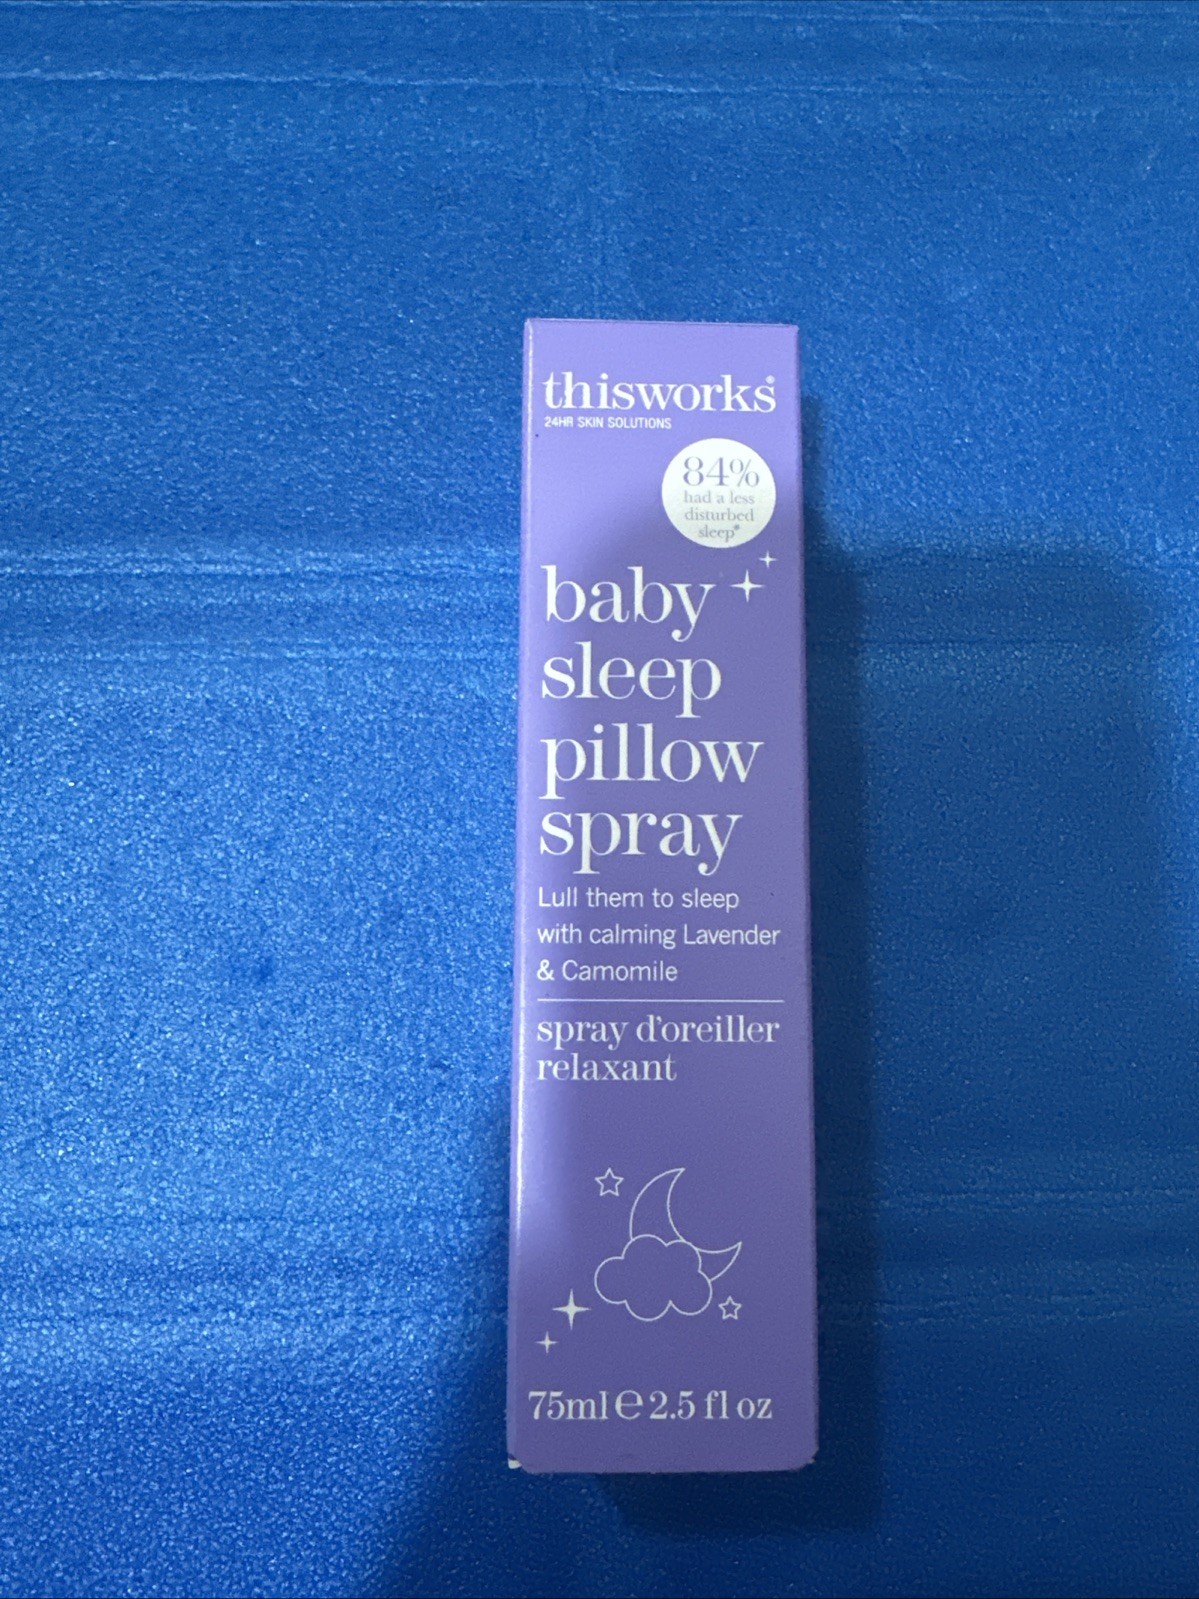 thisworks®
24HR SKIN SOLUTIONS
84%
had a less
disturbed
sleep*
baby
sleep
pillow
spray
Lull them to sleep
with calming Lavender
& Camomile
spray d'oreiller
relaxant
75ml ℮ 2.5 fl oz